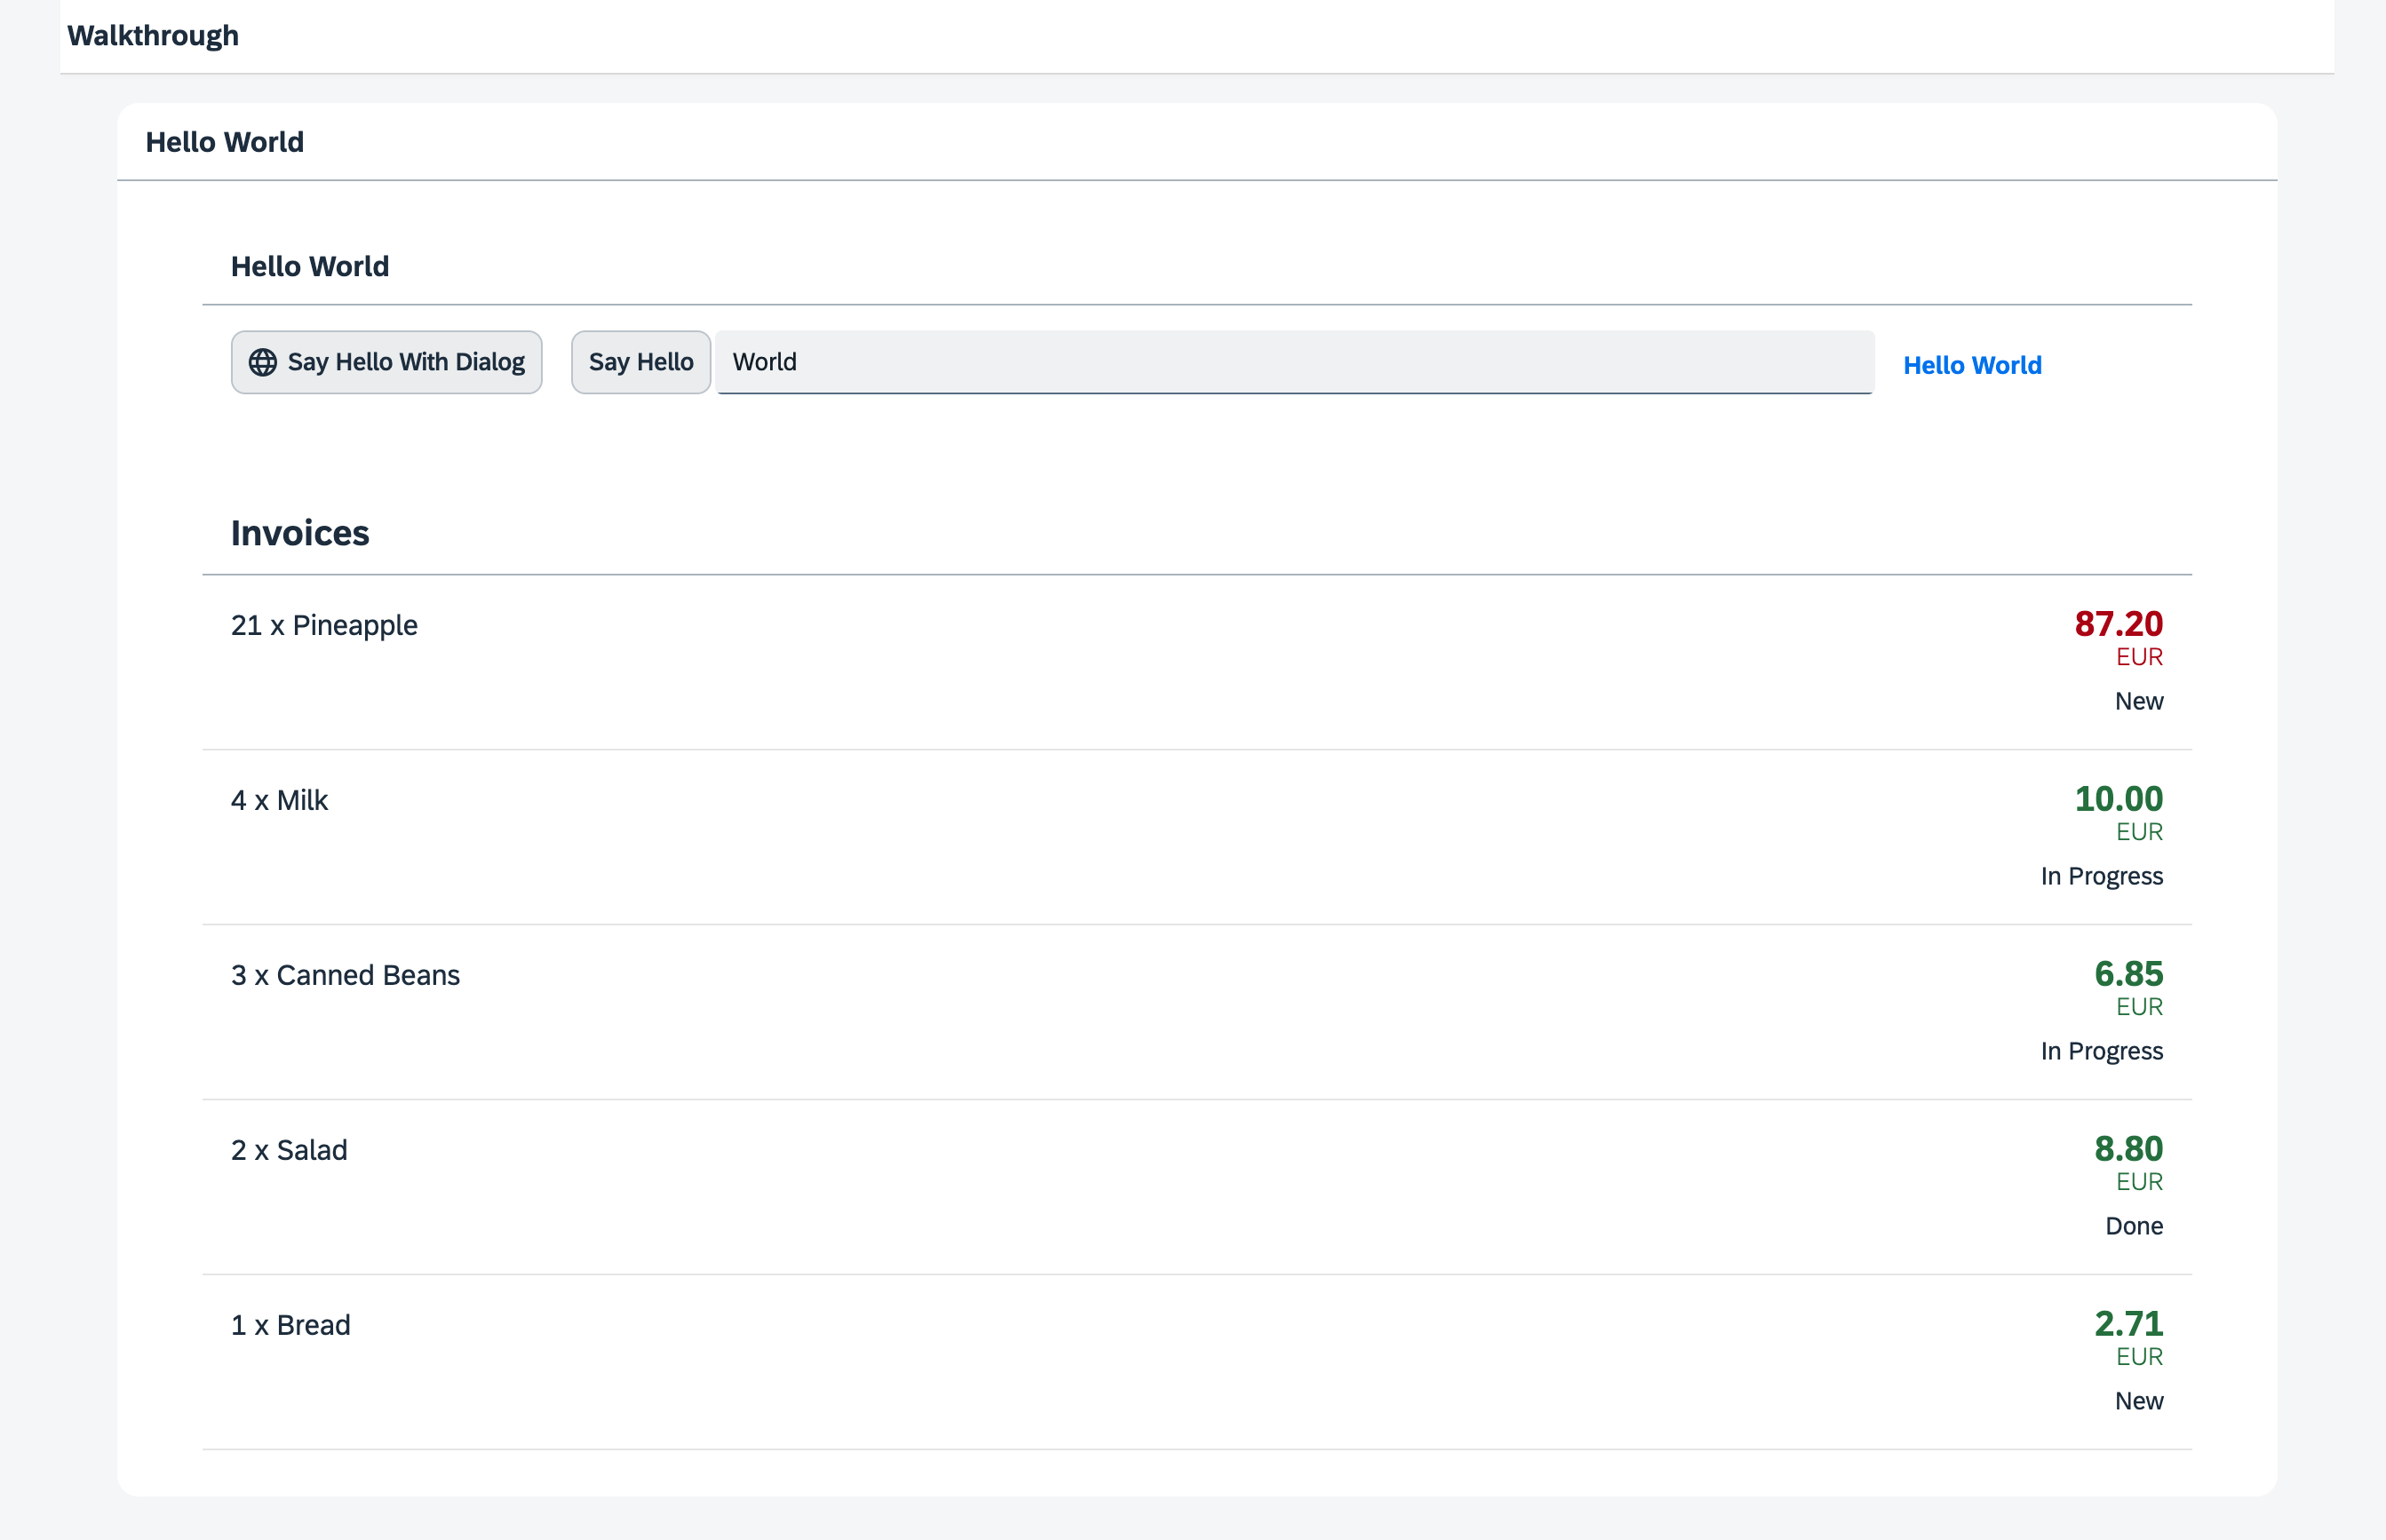 Walkthrough
Hello World
Hello World
Say Hello With Dialog Say Hello World Hello World
Invoices
21 x Pineapple 87.20
EUR
New
4 x Milk 10.00
EUR
In Progress
3 x Canned Beans 6.85
EUR
In Progress
2 x Salad 8.80
EUR
Done
1 x Bread 2.71
EUR
New